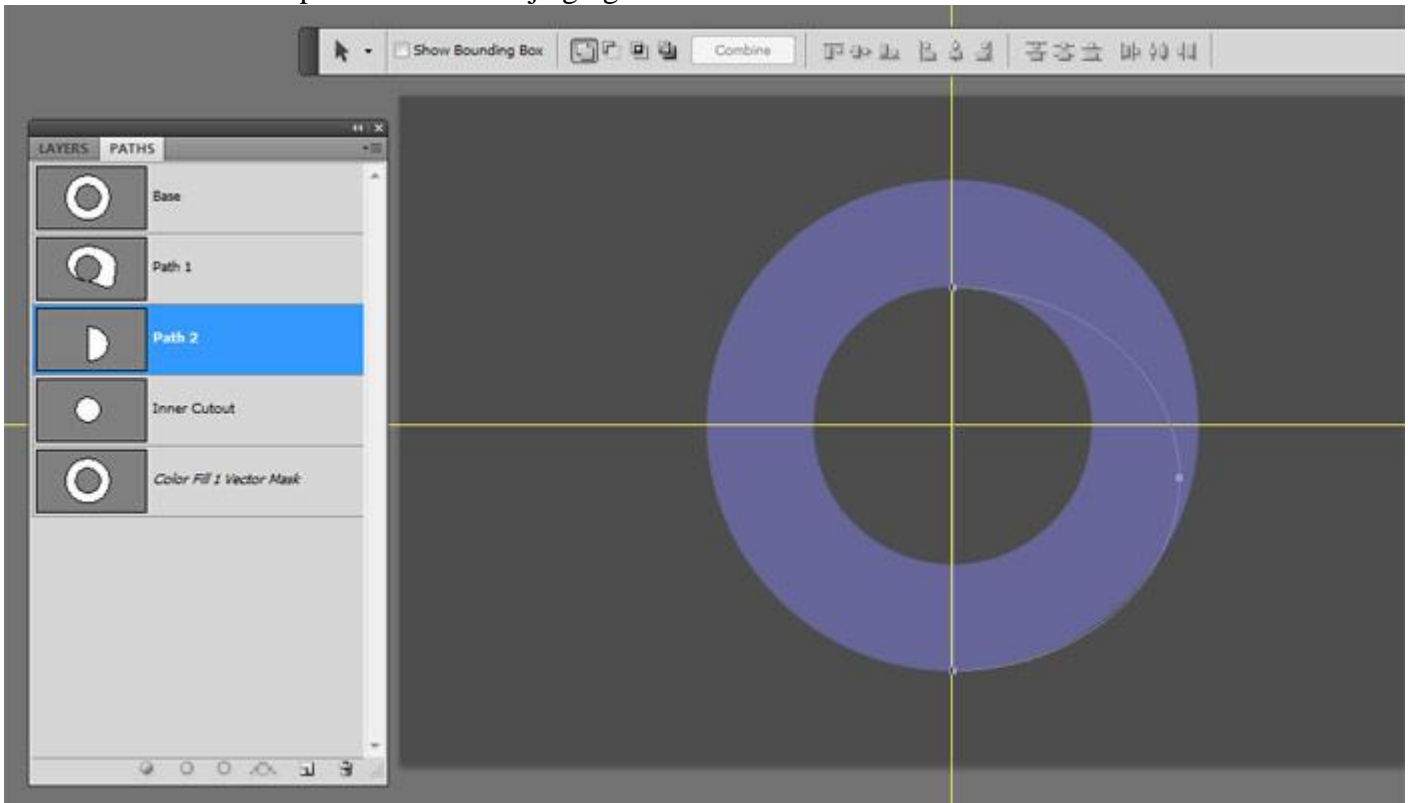 Show Bounding Box
Combine
LAYERS PATHS
Base
Path 1
Path 2
Inner Cutout
Color Fill 1 Vector Mask